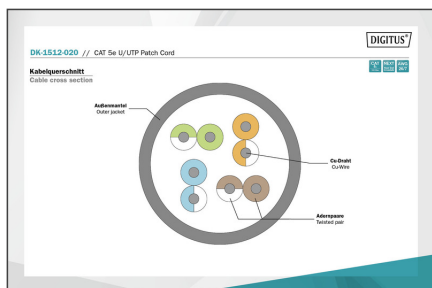 DIGITUS®
DK-1512-020 // CAT 5e U/UTP Patch Cord
Kabelquerschnitt
Cable cross section
Außenmantel
Outer jacket
Cu-Draht
Cu-Wire
Adernpaare
Twisted pair